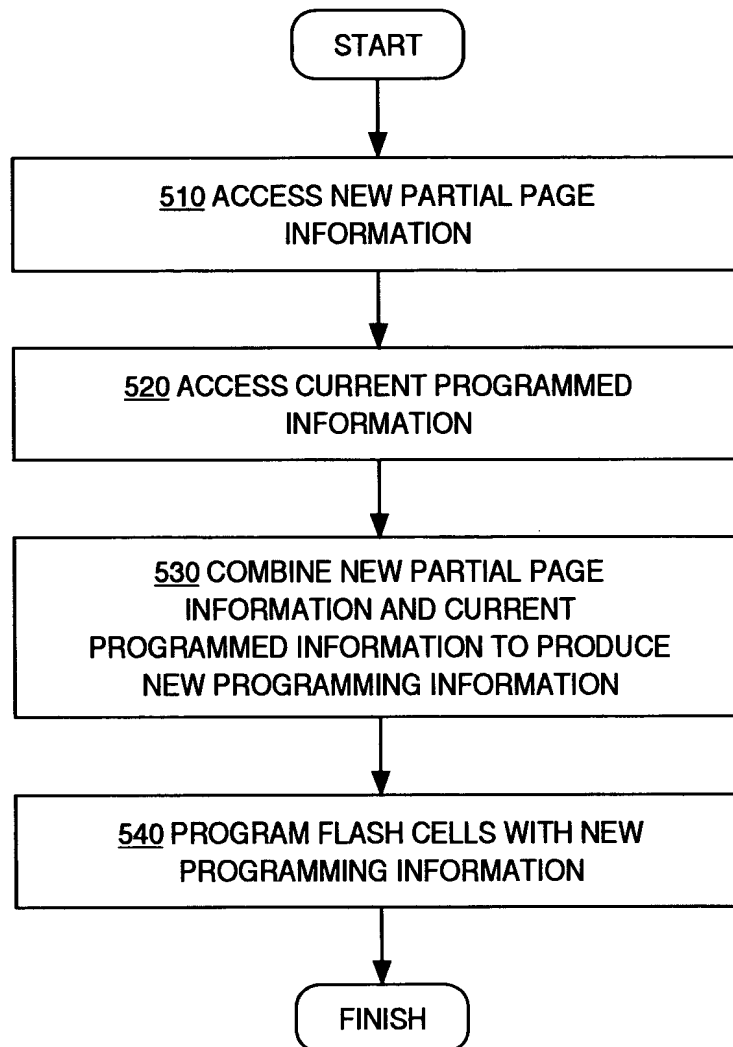 START
510 ACCESS NEW PARTIAL PAGE
INFORMATION
520 ACCESS CURRENT PROGRAMMED
INFORMATION
530 COMBINE NEW PARTIAL PAGE
INFORMATION AND CURRENT
PROGRAMMED INFORMATION TO PRODUCE
NEW PROGRAMMING INFORMATION
540 PROGRAM FLASH CELLS WITH NEW
PROGRAMMING INFORMATION
FINISH